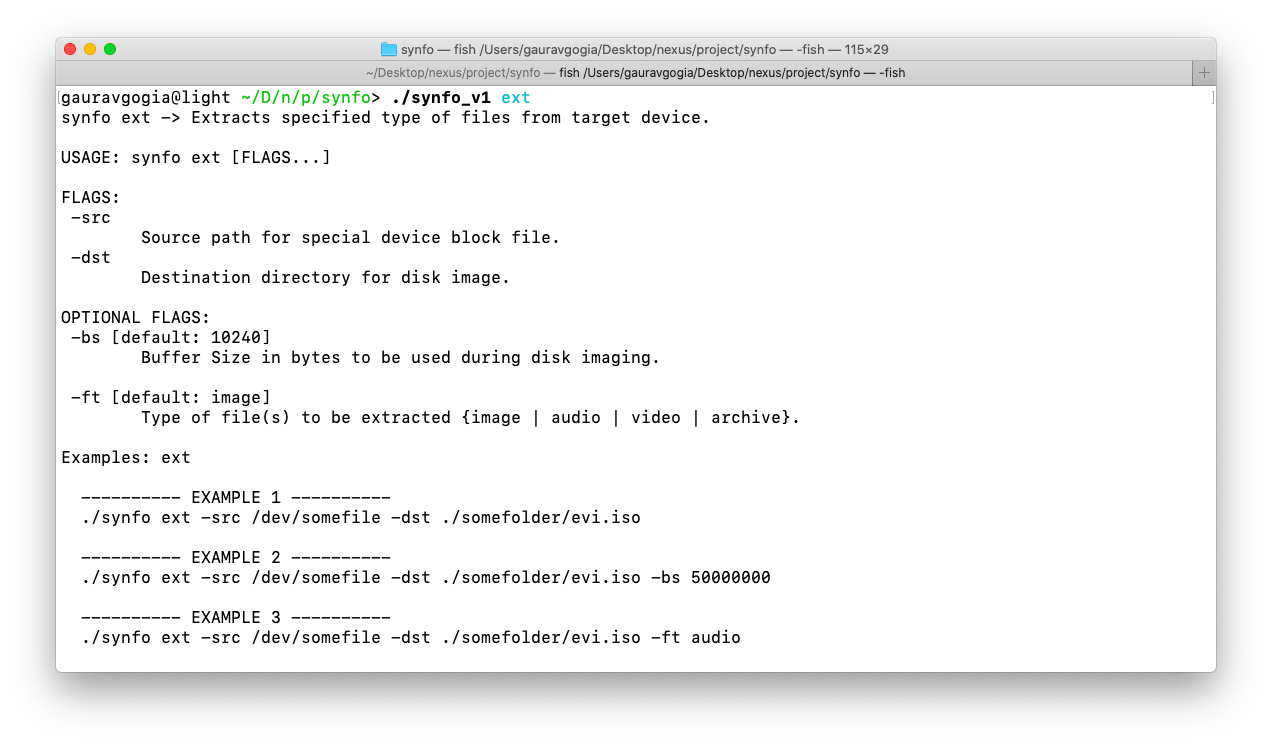 synfo — fish /Users/gauravgogia/Desktop/nexus/project/synfo — -fish — 115×29
~/Desktop/nexus/project/synfo — fish /Users/gauravgogia/Desktop/nexus/project/synfo — -fish
gauravgogia@light ~/D/n/p/synfo> ./synfo_v1 ext
synfo ext -> Extracts specified type of files from target device.
USAGE: synfo ext [FLAGS...]
FLAGS:
-src
Source path for special device block file.
-dst
Destination directory for disk image.
OPTIONAL FLAGS:
-bs [default: 10240]
Buffer Size in bytes to be used during disk imaging.
-ft [default: image]
Type of file(s) to be extracted {image | audio | video | archive}.
Examples: ext
---------- EXAMPLE 1 ----------
./synfo ext -src /dev/somefile -dst ./somefolder/evi.iso
---------- EXAMPLE 2 ----------
./synfo ext -src /dev/somefile -dst ./somefolder/evi.iso -bs 50000000
---------- EXAMPLE 3 ----------
./synfo ext -src /dev/somefile -dst ./somefolder/evi.iso -ft audio